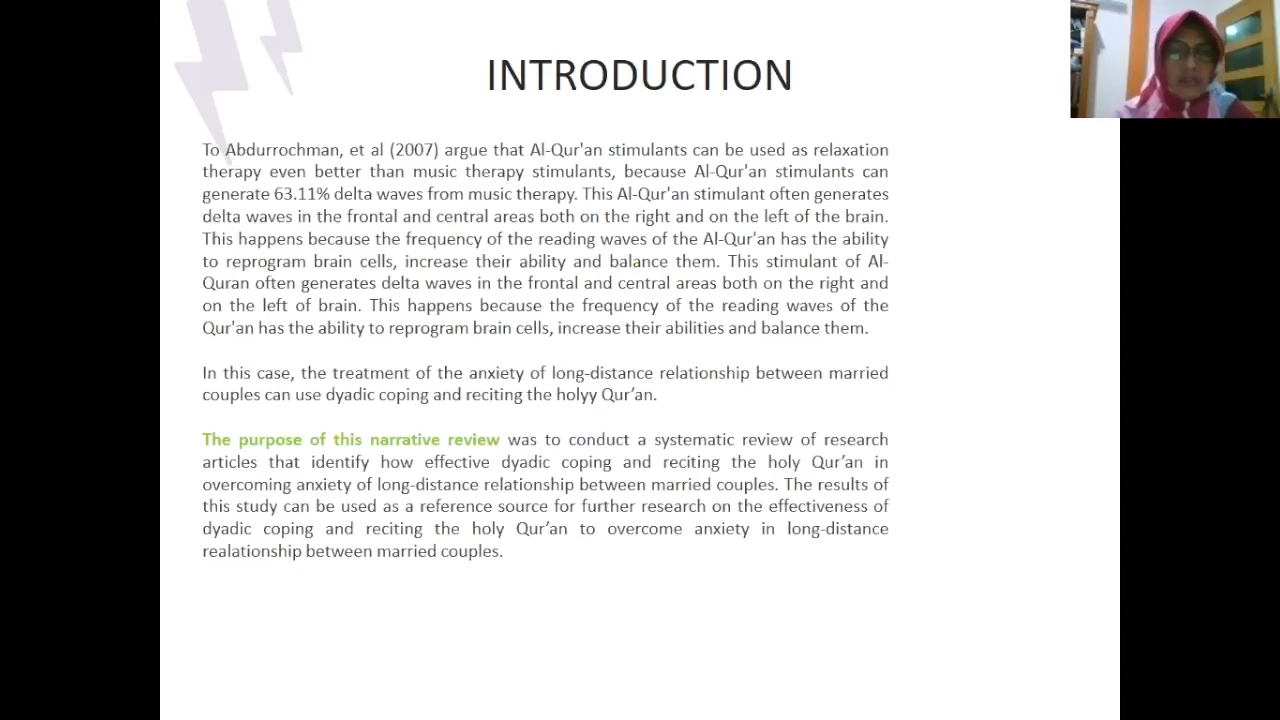 INTRODUCTION
To Abdurrochman, et al (2007) argue that Al-Qur'an stimulants can be used as relaxation
therapy even better than music therapy stimulants, because Al-Qur'an stimulants can
generate 63.11% delta waves from music therapy. This Al-Qur'an stimulant often generates
delta waves in the frontal and central areas both on the right and on the left of the brain.
This happens because the frequency of the reading waves of the Al-Qur'an has the ability
to reprogram brain cells, increase their ability and balance them. This stimulant of Al-
Quran often generates delta waves in the frontal and central areas both on the right and
on the left of brain. This happens because the frequency of the reading waves of the
Qur'an has the ability to reprogram brain cells, increase their abilities and balance them.
In this case, the treatment of the anxiety of long-distance relationship between married
couples can use dyadic coping and reciting the holyy Qur’an.
The purpose of this narrative review was to conduct a systematic review of research
articles that identify how effective dyadic coping and reciting the holy Qur’an in
overcoming anxiety of long-distance relationship between married couples. The results of
this study can be used as a reference source for further research on the effectiveness of
dyadic coping and reciting the holy Qur’an to overcome anxiety in long-distance
realationship between married couples.